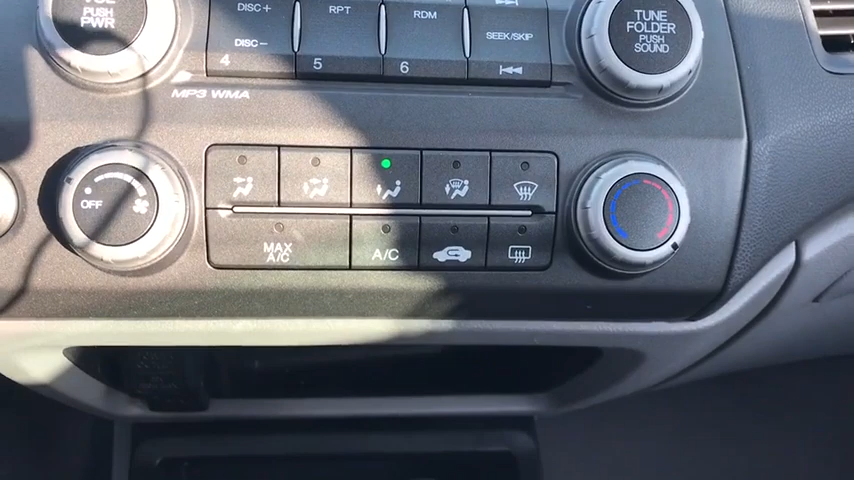 VOL
PUSH
PWR
DISC+
DISC-
4
RPT
5
RDM
6
SEEK/SKIP
TUNE
FOLDER
PUSH
SOUND
MP3 WMA
OFF
MAX
A/C
A/C